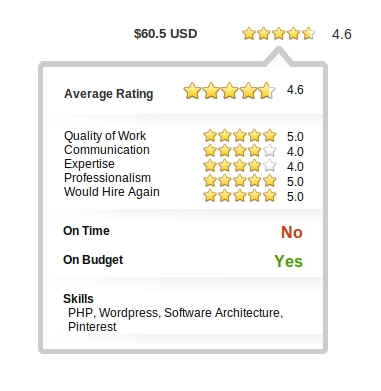 $60.5 USD 4.6
Average Rating 4.6
Quality of Work 5.0
Communication 4.0
Expertise 4.0
Professionalism 5.0
Would Hire Again 5.0
On Time No
On Budget Yes
Skills
PHP, Wordpress, Software Architecture,
Pinterest